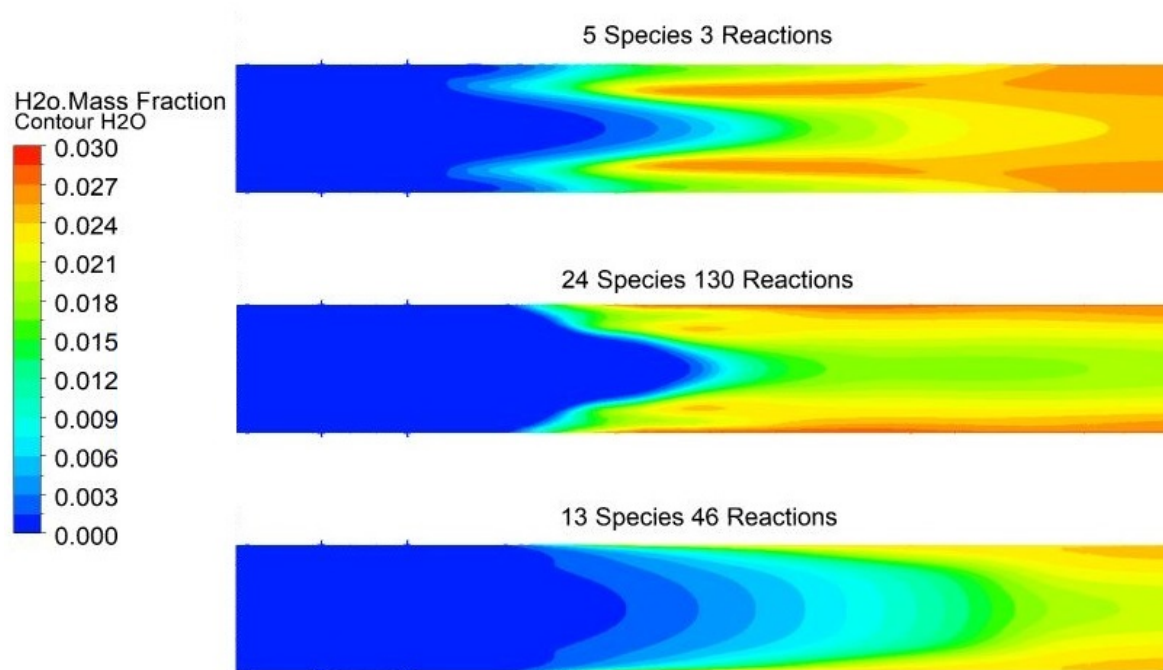 5 Species 3 Reactions
H2o.Mass Fraction
Contour H2O
0.030
0.027
0.024
0.021
0.018
0.015
0.012
0.009
0.006
0.003
0.000
24 Species 130 Reactions
13 Species 46 Reactions